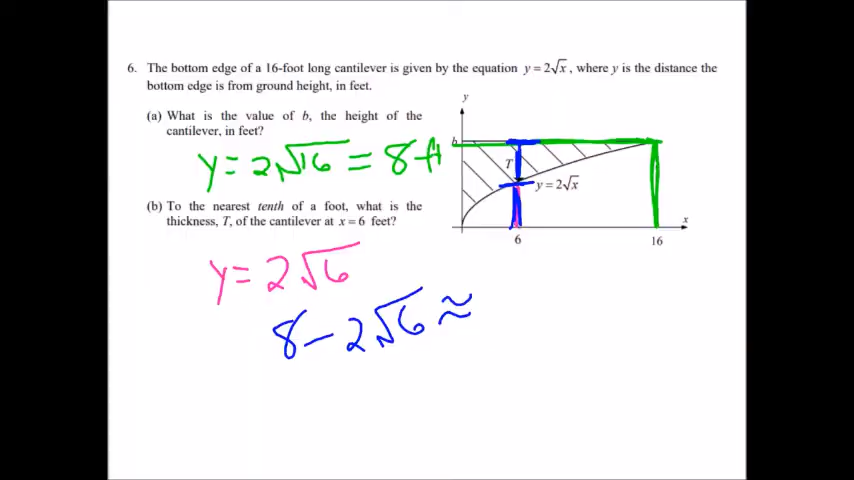 6. The bottom edge of a 16-foot long cantilever is given by the equation y = 2√x, where y is the distance the
bottom edge is from ground height, in feet.
(a) What is the value of b, the height of the
cantilever, in feet?
y = 2√16 = 8 ft
(b) To the nearest tenth of a foot, what is the
thickness, T, of the cantilever at x = 6 feet?
y = 2√6
8 - 2√6 ≈
y
b
T
y = 2√x
x
6
16